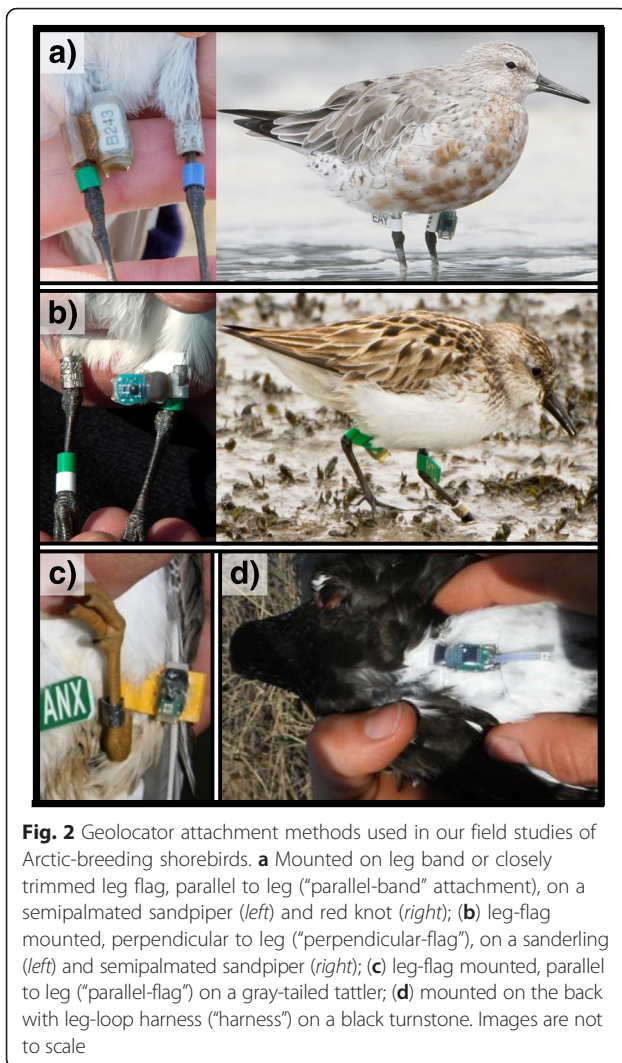 a)
B243
EAY
b)
c)
ANX
d)
Fig. 2 Geolocator attachment methods used in our field studies of
Arctic-breeding shorebirds. a Mounted on leg band or closely
trimmed leg flag, parallel to leg (“parallel-band” attachment), on a
semipalmated sandpiper (left) and red knot (right); (b) leg-flag
mounted, perpendicular to leg (“perpendicular-flag”), on a sanderling
(left) and semipalmated sandpiper (right); (c) leg-flag mounted, parallel
to leg (“parallel-flag”) on a gray-tailed tattler; (d) mounted on the back
with leg-loop harness (“harness”) on a black turnstone. Images are not
to scale